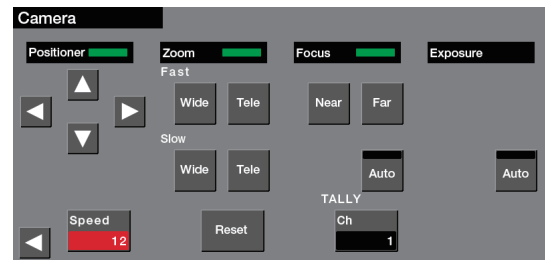 Camera
Positioner Zoom Focus Exposure
Fast
Wide Tele Near Far
Slow
Wide Tele Auto Auto
TALLY
Speed Reset Ch
12 1